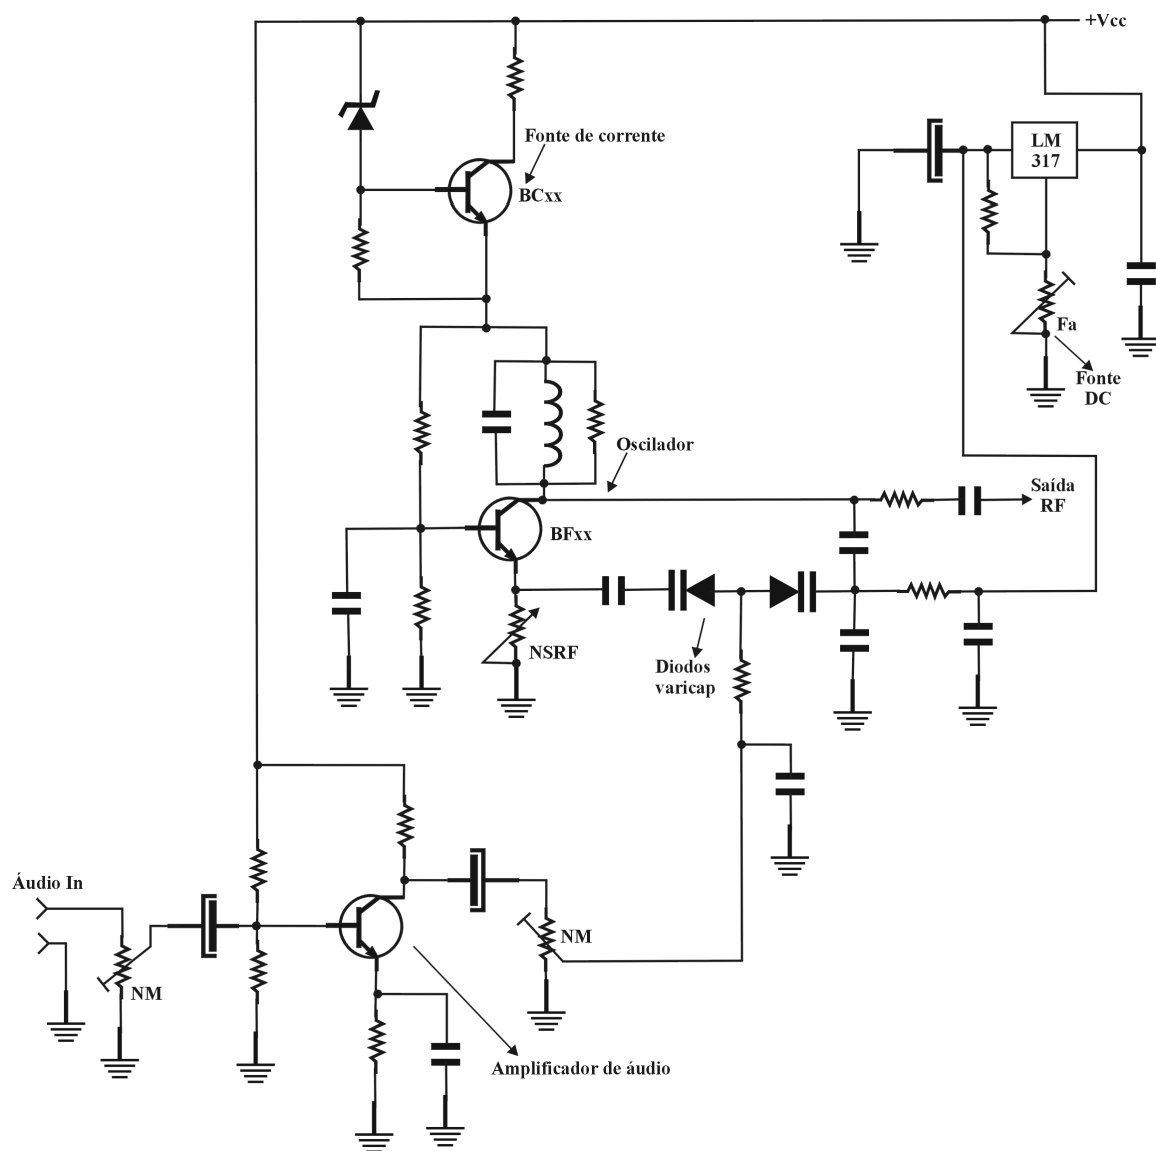 +Vcc
Fonte de corrente
BCxx
LM
317
Fa
Fonte
DC
Oscilador
BFxx
Saída
RF
NSRF
Diodos
varicap
Áudio In
NM
NM
Amplificador de áudio